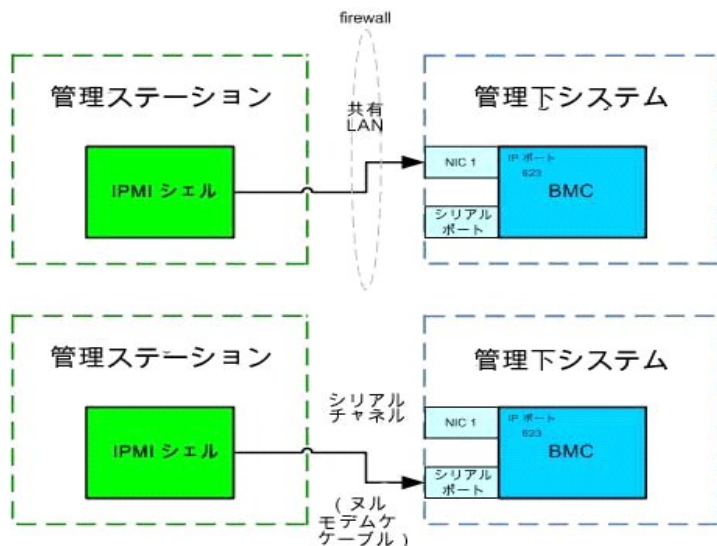 firewall
管理ステーション
共有
LAN
管理下システム
IPMI シェル
NIC 1
IP ポート
623
BMC
シリアル
ポート
管理ステーション
管理下システム
シリアル
チャネル
IPMI シェル
NIC 1
IP ポート
623
BMC
シリアル
ポート
( ヌル
モデムケ
ケーブル )